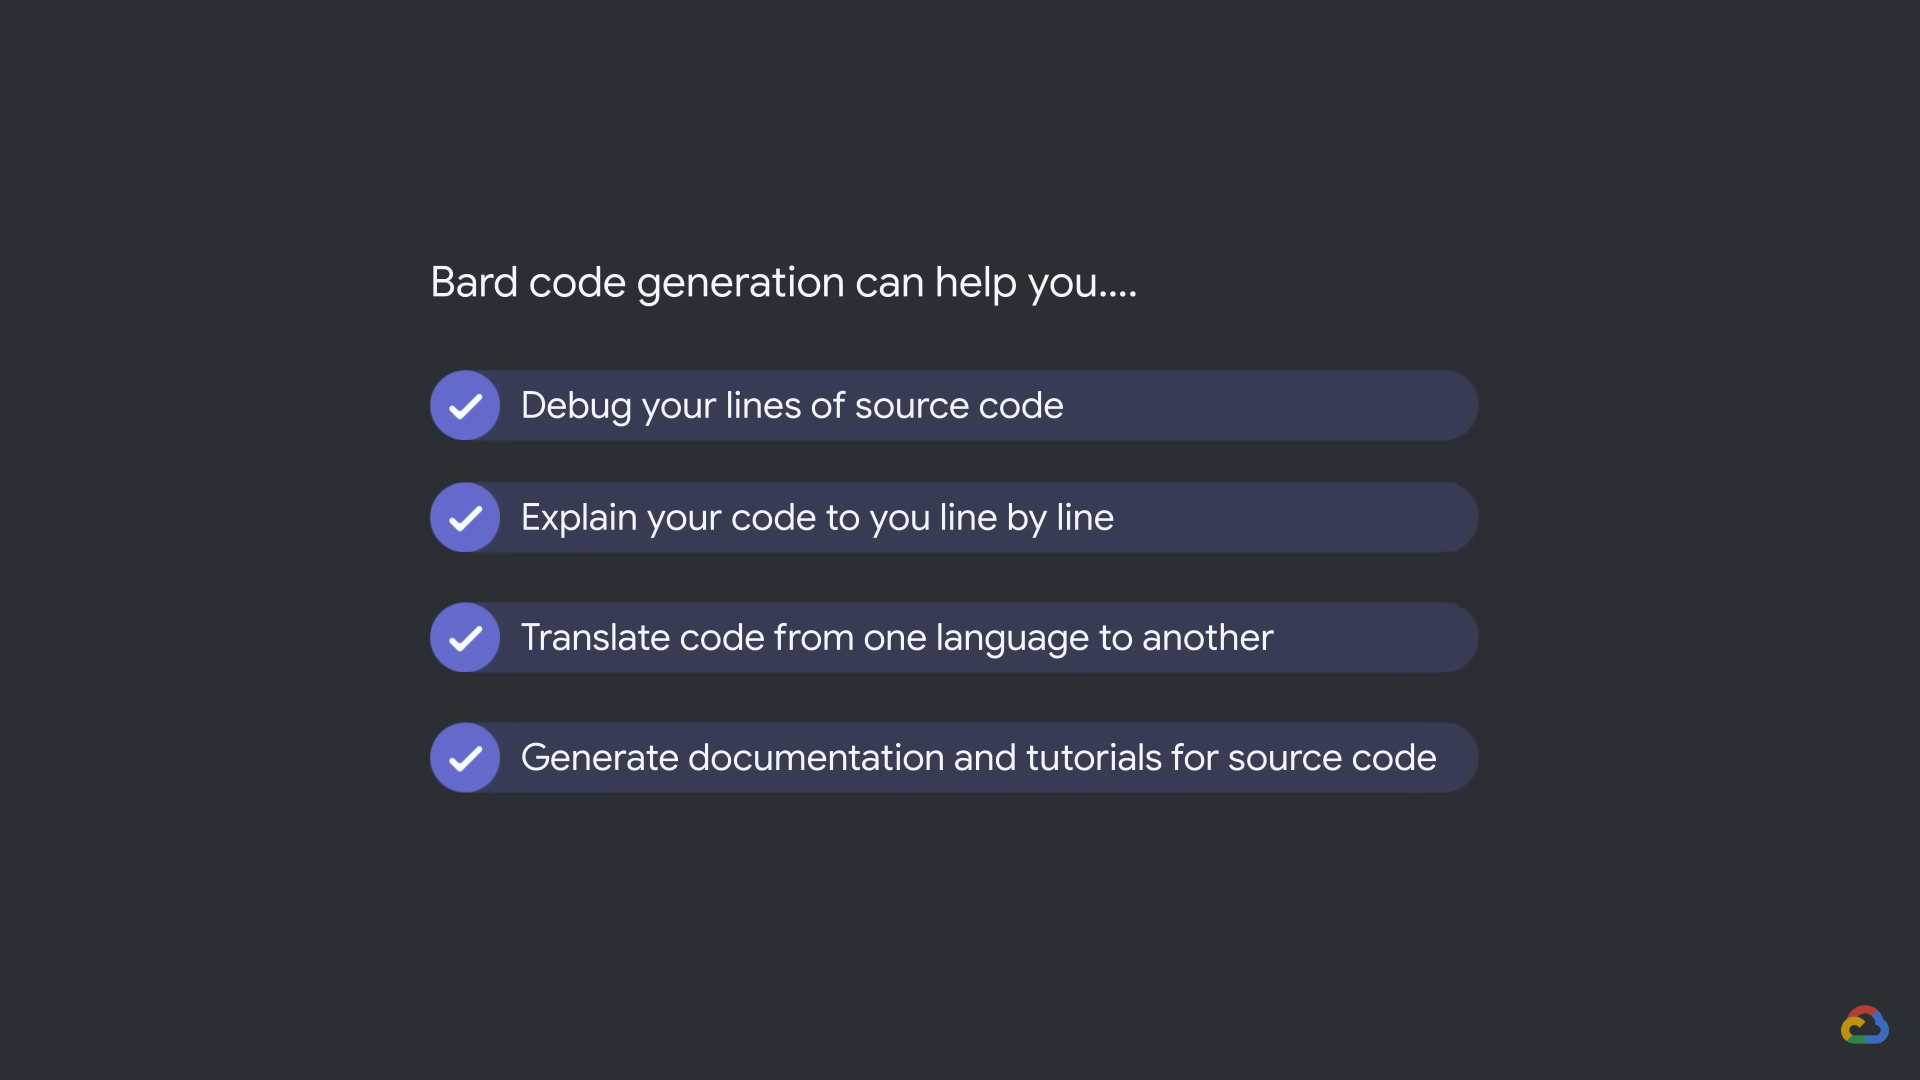 Bard code generation can help you....
Debug your lines of source code
Explain your code to you line by line
Translate code from one language to another
Generate documentation and tutorials for source code